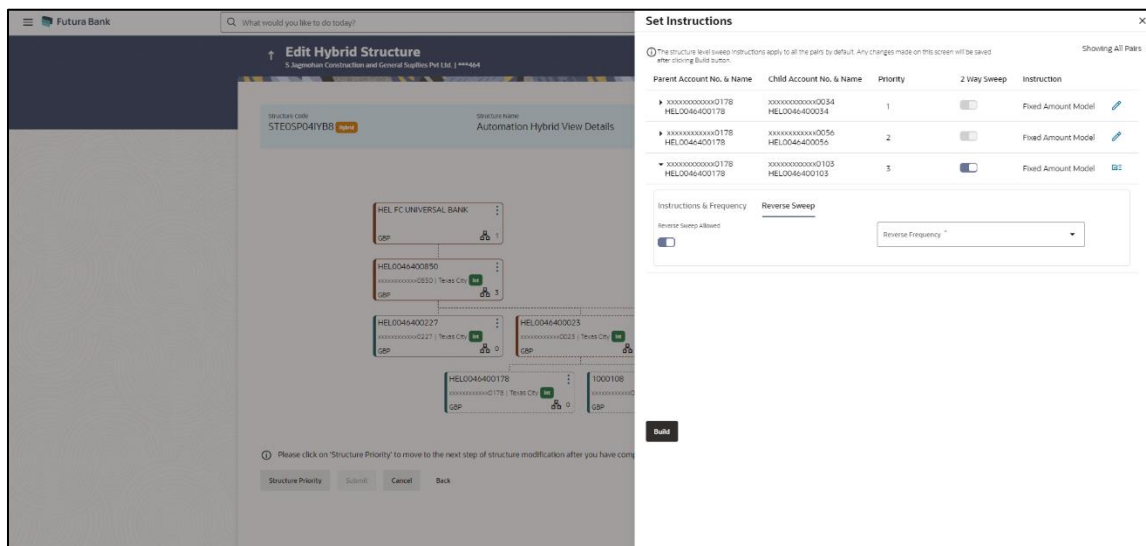 Futura Bank
What would you like to do today?
Edit Hybrid Structure
S Jagmohan Construction and General Supplies Pvt Ltd. | ***464
Structure Code
STE0SP04IYB8 Hybrid
Structure Name
Automation Hybrid View Details
HEL FC UNIVERSAL BANK
GBP 1
HEL0046400850
xxxxxxxxxxxx0850 | Texas City Int
GBP 3
HEL0046400227
xxxxxxxxxxxx0227 | Texas City Int
GBP 0
HEL0046400023
xxxxxxxxxxxx0023 | Texas City Int
GBP
HEL0046400178
xxxxxxxxxxxx0178 | Texas City Int
GBP 0
1000108
GBP
Please click on 'Structure Priority' to move to the next step of structure modification after you have
Structure Priority Submit Cancel Back
Set Instructions
The structure level sweep instructions apply to all the pairs by default. Any changes made on this screen will be saved
after clicking Build button.
Showing All Pairs
Parent Account No. & Name Child Account No. & Name Priority 2 Way Sweep Instruction
xxxxxxxxxxxx0178 xxxxxxxxxxxx0034
HEL0046400178 HEL0046400034
1 Fixed Amount Model
xxxxxxxxxxxx0178 xxxxxxxxxxxx0056
HEL0046400178 HEL0046400056
2 Fixed Amount Model
xxxxxxxxxxxx0178 xxxxxxxxxxxx0103
HEL0046400178 HEL0046400103
3 Fixed Amount Model
Instructions & Frequency Reverse Sweep
Reverse Sweep Allowed
Reverse Frequency *
Build